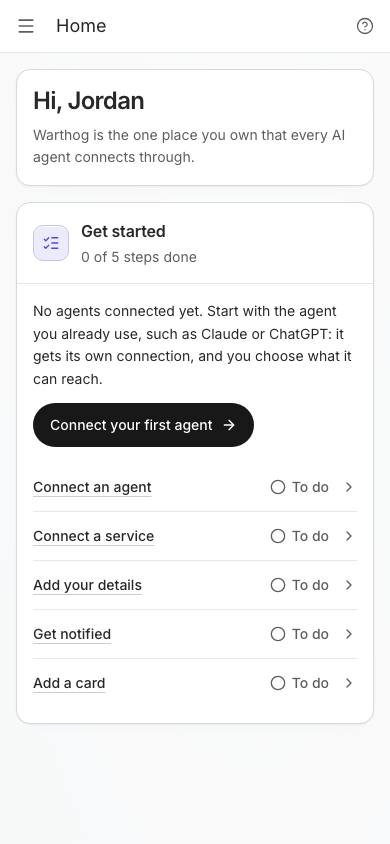 Home
Hi, Jordan
Warthog is the one place you own that every AI
agent connects through.
Get started
0 of 5 steps done
No agents connected yet. Start with the agent
you already use, such as Claude or ChatGPT: it
gets its own connection, and you choose what it
can reach.
Connect your first agent
Connect an agent To do
Connect a service To do
Add your details To do
Get notified To do
Add a card To do